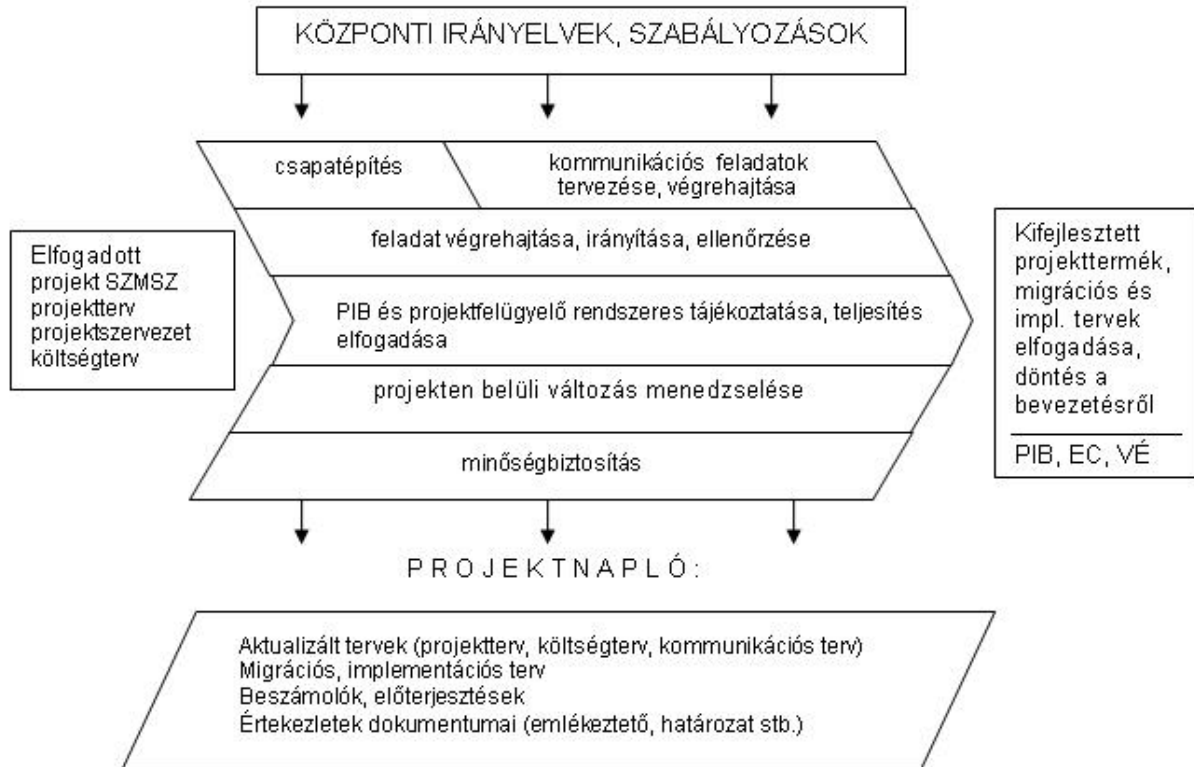 KÖZPONTI IRÁNYELVEK, SZABÁLYOZÁSOK
csapatépítés
kommunikációs feladatok
tervezése, végrehajtása
feladat végrehajtása, irányítása, ellenőrzése
Elfogadott
projekt SZMSZ
projektterv
projektszervezet
költségterv
PIB és projektfelügyelő rendszeres tájékoztatása, teljesítés
elfogadása
projekten belüli változás menedzselése
minőségbiztosítás
Kifejlesztett
projekttermék,
migrációs és
impl. tervek
elfogadása,
döntés a
bevezetésről
PIB, EC, VÉ
PROJEKTNAPLÓ:
Aktualizált tervek (projektterv, költségterv, kommunikációs terv)
Migrációs, implementációs terv
Beszámolók, előterjesztések
Értekezletek dokumentumai (emlékeztető, határozat stb.)